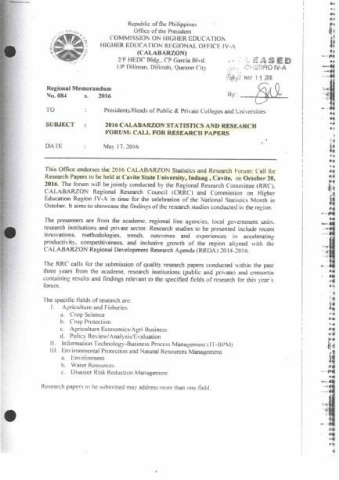 Republic of the Philippines
Office of the President
COMMISSION ON HIGHER EDUCATION
HIGHER EDUCATION REGIONAL OFFICE IV-A
(CALABARZON)
2/F HEDC Bldg., CP Garcia Blvd.
UP Diliman, Diliman, Quezon City
EASED
CHEDRO IV-A
MAY 2016
By:
Regional Memorandum
No. 084 s. 2016
TO : Presidents/Heads of Public & Private Colleges and Universities
SUBJECT : 2016 CALABARZON STATISTICS AND RESEARCH
FORUM: CALL FOR RESEARCH PAPERS
DATE : May 17, 2016
This Office endorses the 2016 CALABARZON Statistics and Research Forum: Call for
Research Papers to be held at Cavite State University, Indang , Cavite, on October 20,
2016. The forum will be jointly conducted by the Regional Research Committee (RRC),
CALABARZON Regional Research Council (CRRC) and Commission on Higher
Education Region IV-A in time for the celebration of the National Statistics Month in
October. It aims to showcase the findings of the research studies conducted in the region.
The presenters are from the academe, regional line agencies, local government units,
research institutions and private sector. Research studies to be presented include recent
innovations, methodologies, trends, outcomes and experiences in accelerating
productivity, competitiveness, and inclusive growth of the region aligned with the
CALABARZON Regional Development Research Agenda (RRDA) 2014-2016.
The RRC calls for the submission of quality research papers conducted within the past
three years from the academe, research institutions (public and private) and consortia
containing results and findings relevant to the specified fields of research for this year's
forum.
The specific fields of research are:
I. Agriculture and Fisheries
a. Crop Science
b. Crop Protection
c. Agriculture Economics/Agri Business
d. Policy Review/Analysis/Evaluation
II. Information Technology-Business Process Management (IT-BPM)
III. Environmental Protection and Natural Resources Management
a. Environment
b. Water Resources
c. Disaster Risk Reduction Management
Research papers to be submitted may address more than one field.